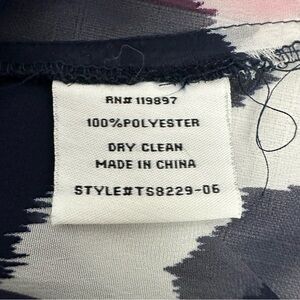 RN# 119897
100%POLYESTER
DRY CLEAN
MADE IN CHINA
STYLE#TS8229-06